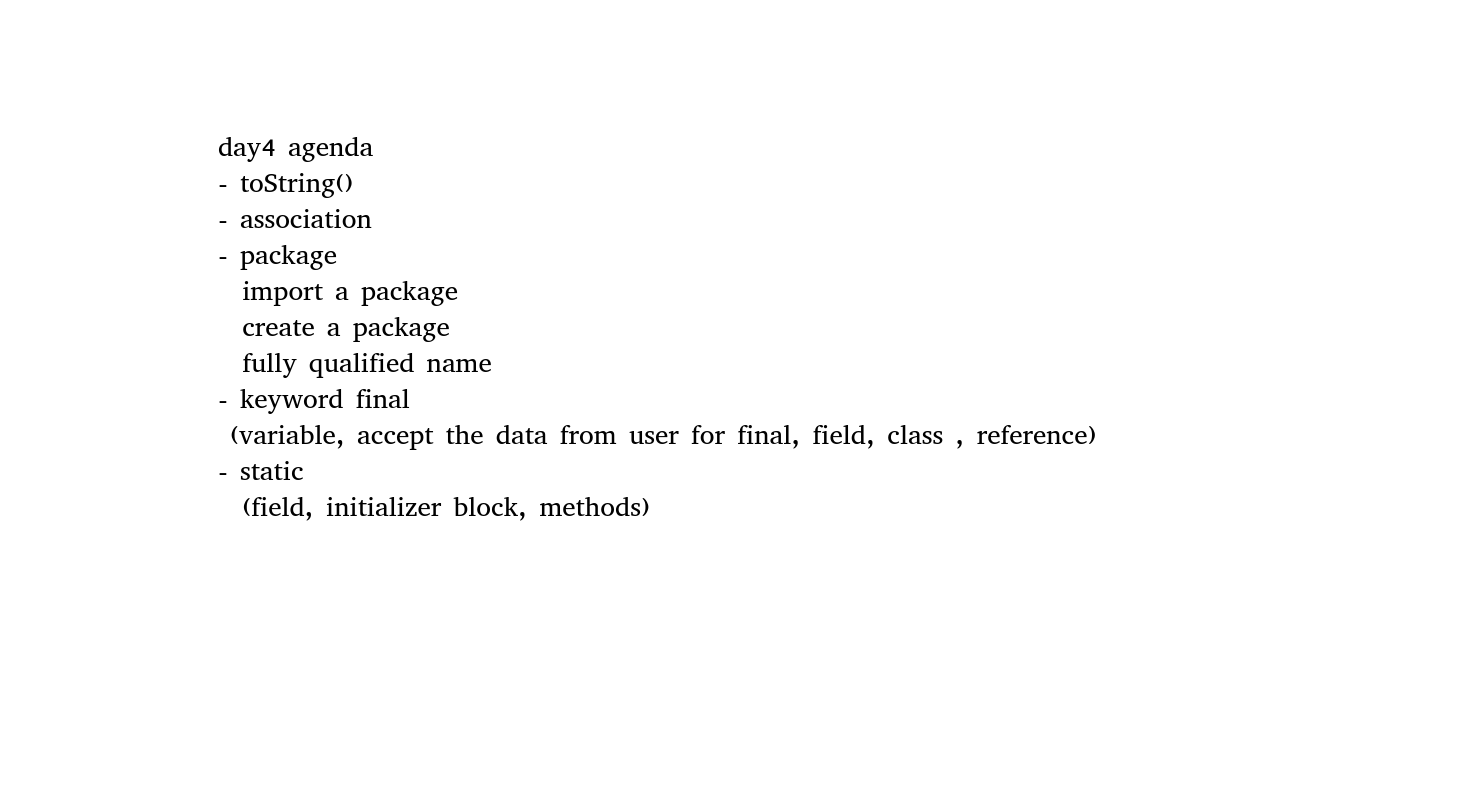 day4 agenda
- toString()
- association
- package
import a package
create a package
fully qualified name
- keyword final
(variable, accept the data from user for final, field, class , reference)
- static
(field, initializer block, methods)